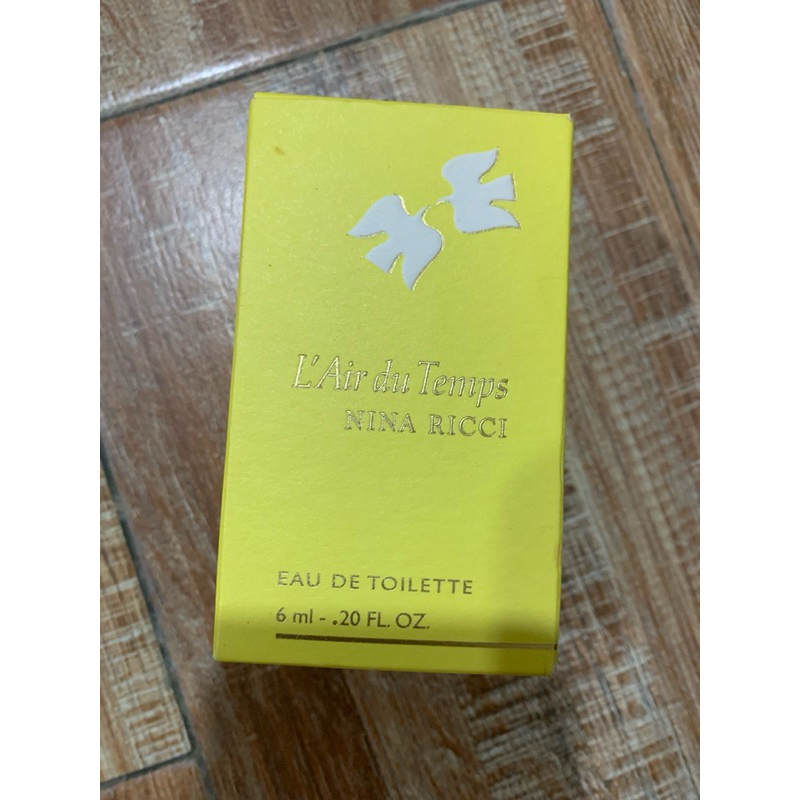 L'Air du Temps
NINA RICCI
EAU DE TOILETTE
6 ml - .20 FL. OZ.